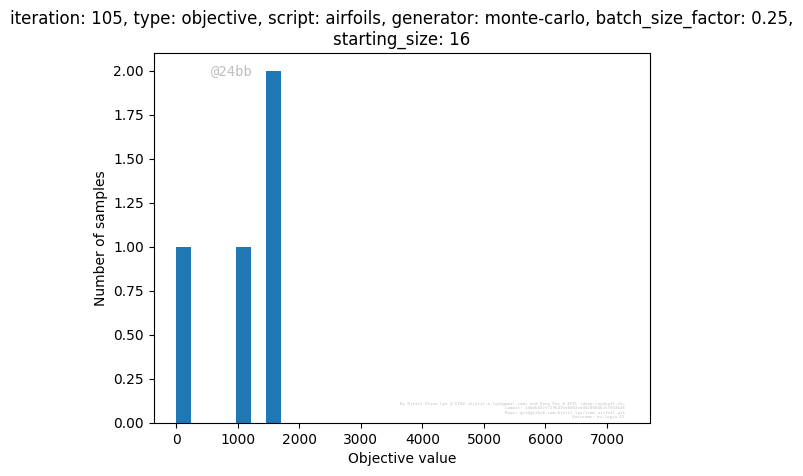 iteration: 105, type: objective, script: airfoils, generator: monte-carlo, batch_size_factor: 0.25,
starting_size: 16
@24bb
2.00
1.75
1.50
1.25
1.00
0.75
0.50
0.25
0.00
Number of samples
0 1000 2000 3000 4000 5000 6000 7000
Objective value